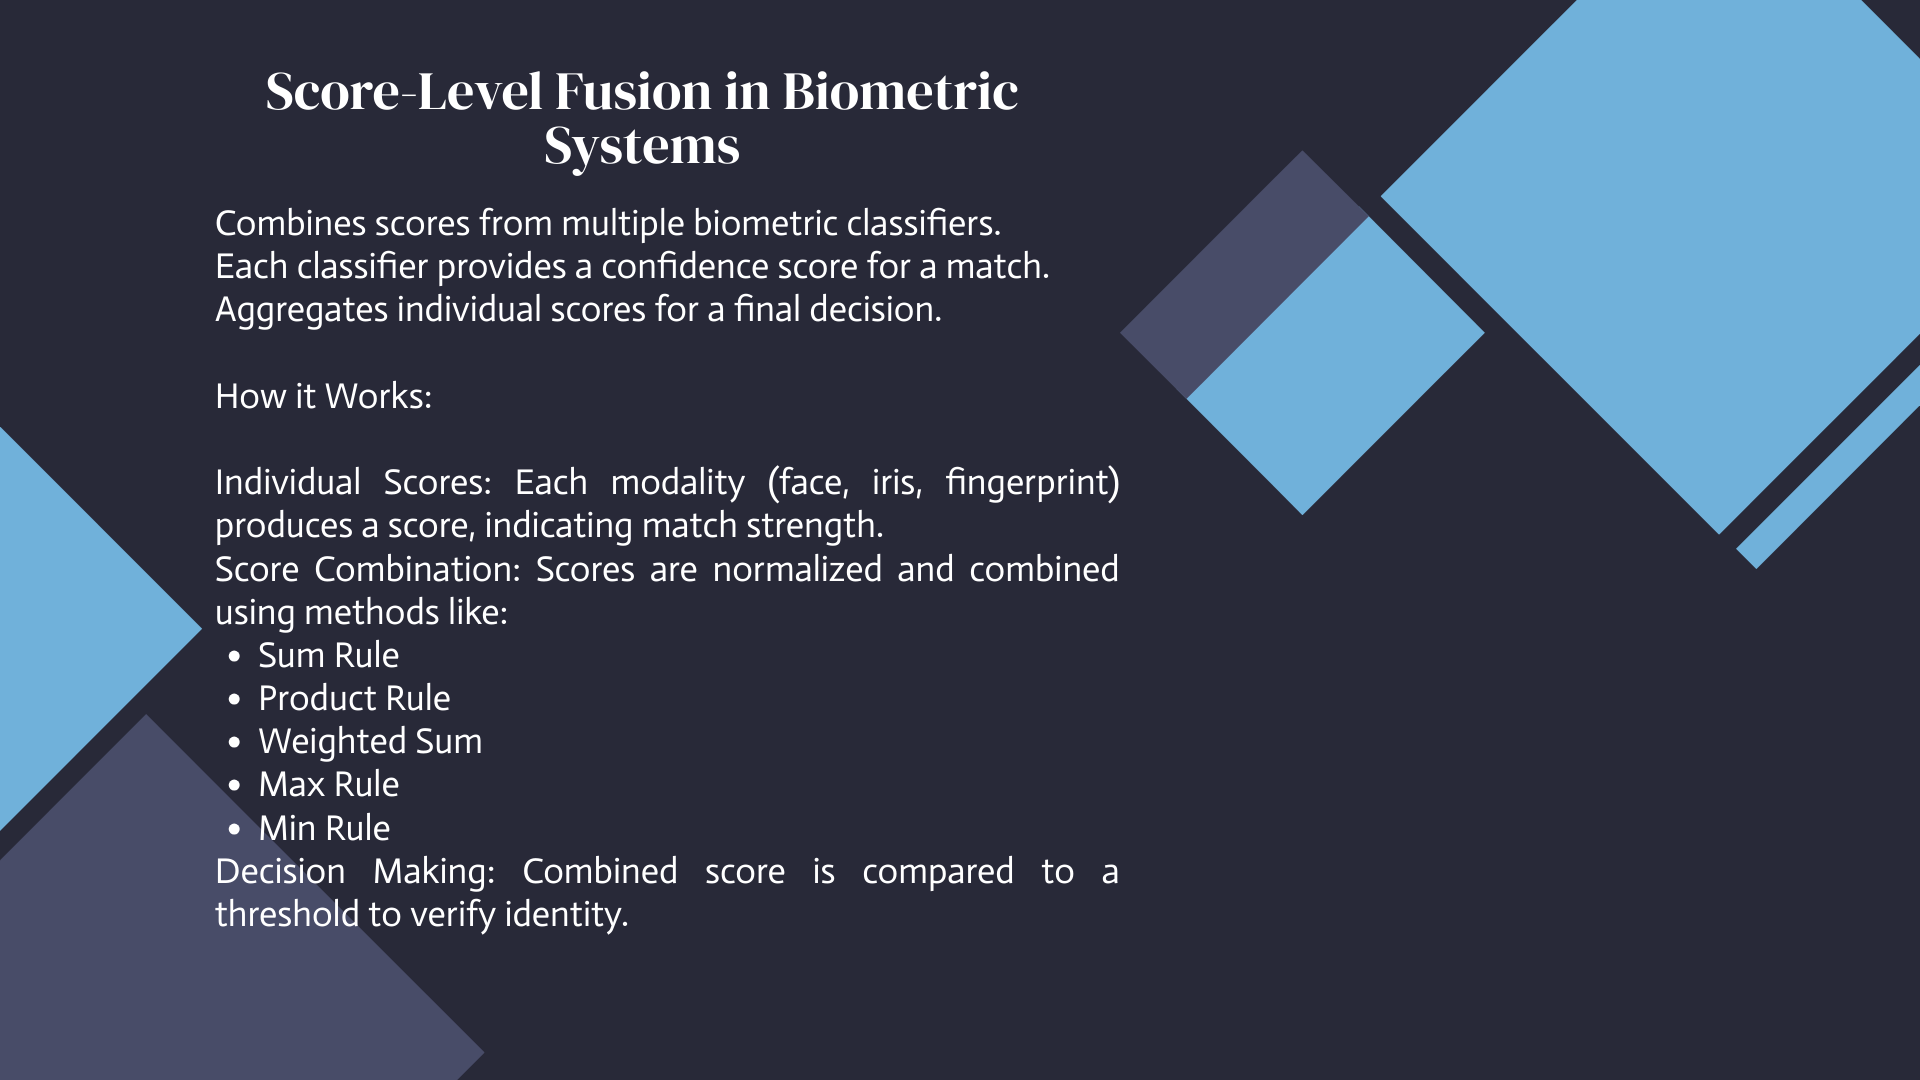 Score-Level Fusion in Biometric
Systems
Combines scores from multiple biometric classifiers.
Each classifier provides a confidence score for a match.
Aggregates individual scores for a final decision.
How it Works:
Individual Scores: Each modality (face, iris, fingerprint)
produces a score, indicating match strength.
Score Combination: Scores are normalized and combined
using methods like:
• Sum Rule
• Product Rule
• Weighted Sum
• Max Rule
• Min Rule
Decision Making: Combined score is compared to a
threshold to verify identity.